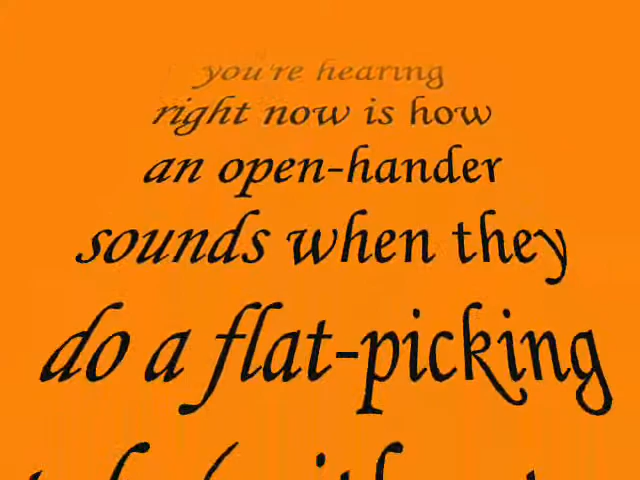 you're hearing
right now is how
an open-hander
sounds when they
do a flat-picking